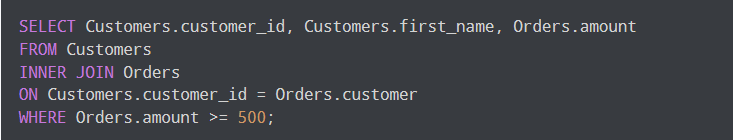 SELECT Customers.customer_id, Customers.first_name, Orders.amount
FROM Customers
INNER JOIN Orders
ON Customers.customer_id = Orders.customer
WHERE Orders.amount >= 500;